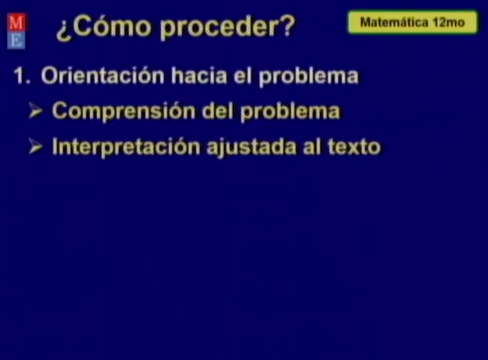 M
E
¿Cómo proceder?
Matemática 12mo
1. Orientación hacia el problema
➢ Comprensión del problema
➢ Interpretación ajustada al texto